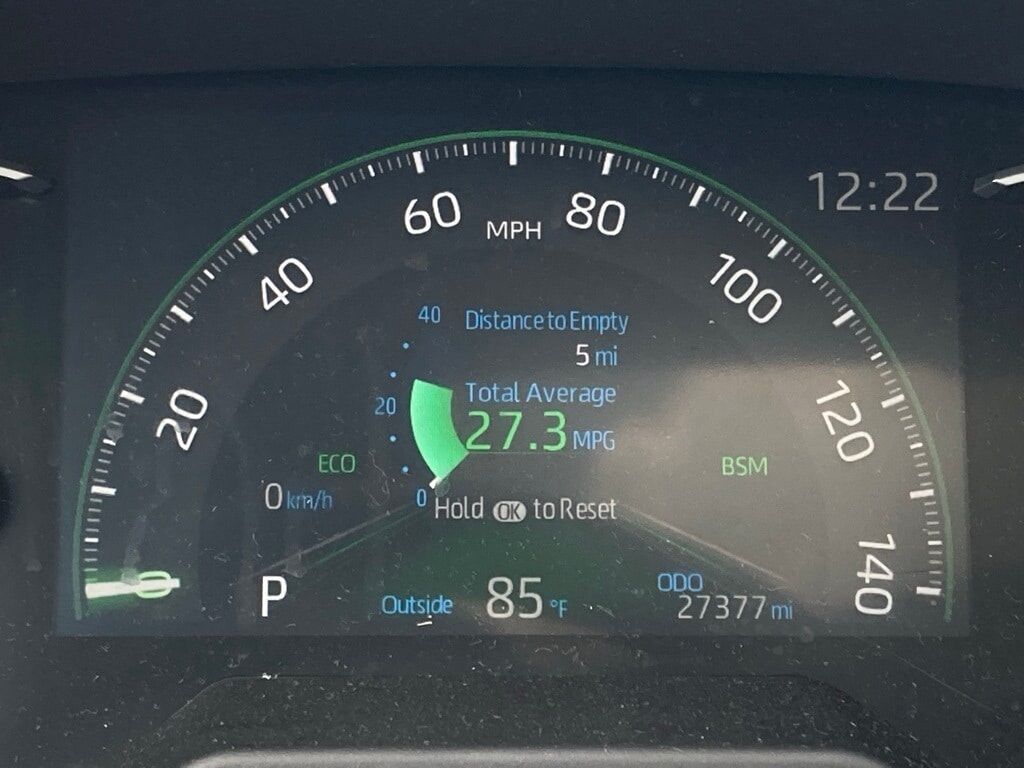 12:22
60 MPH 80
40
100
20
120
0
140
40 Distance to Empty
5 mi
Total Average
20
27.3 MPG
ECO
BSM
0 km/h
0
Hold OK to Reset
P
Outside 85 °F
ODO
27377 mi